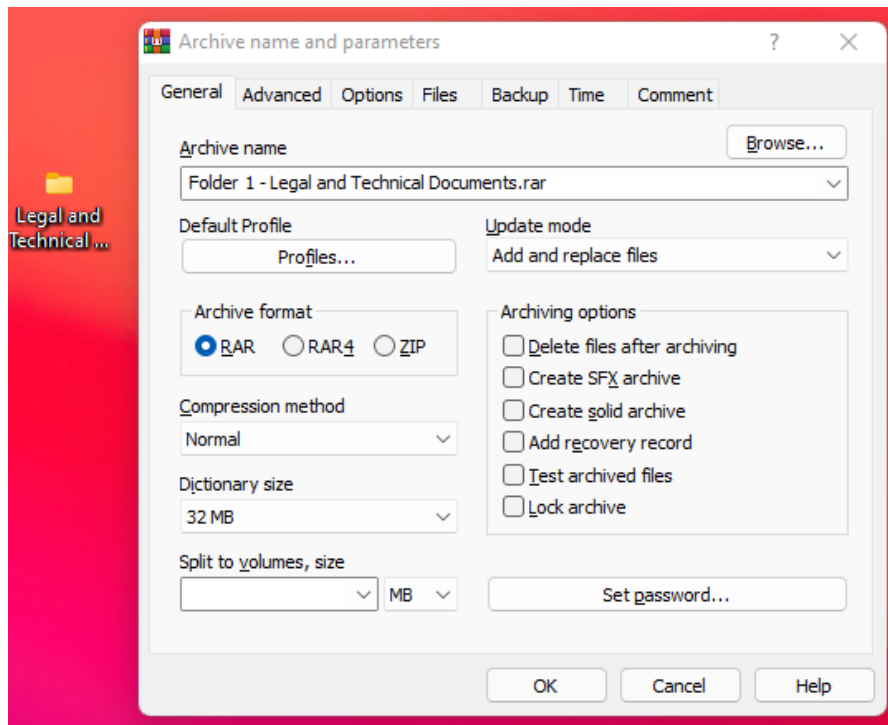 Archive name and parameters
?
General Advanced Options Files Backup Time Comment
Archive name
Browse...
Folder 1 - Legal and Technical Documents.rar
Legal and
Technical ...
Default Profile
Profiles...
Update mode
Add and replace files
Archive format
RAR RAR4 ZIP
Compression method
Normal
Dictionary size
32 MB
Split to volumes, size
MB
Archiving options
Delete files after archiving
Create SFX archive
Create solid archive
Add recovery record
Test archived files
Lock archive
Set password...
OK Cancel Help